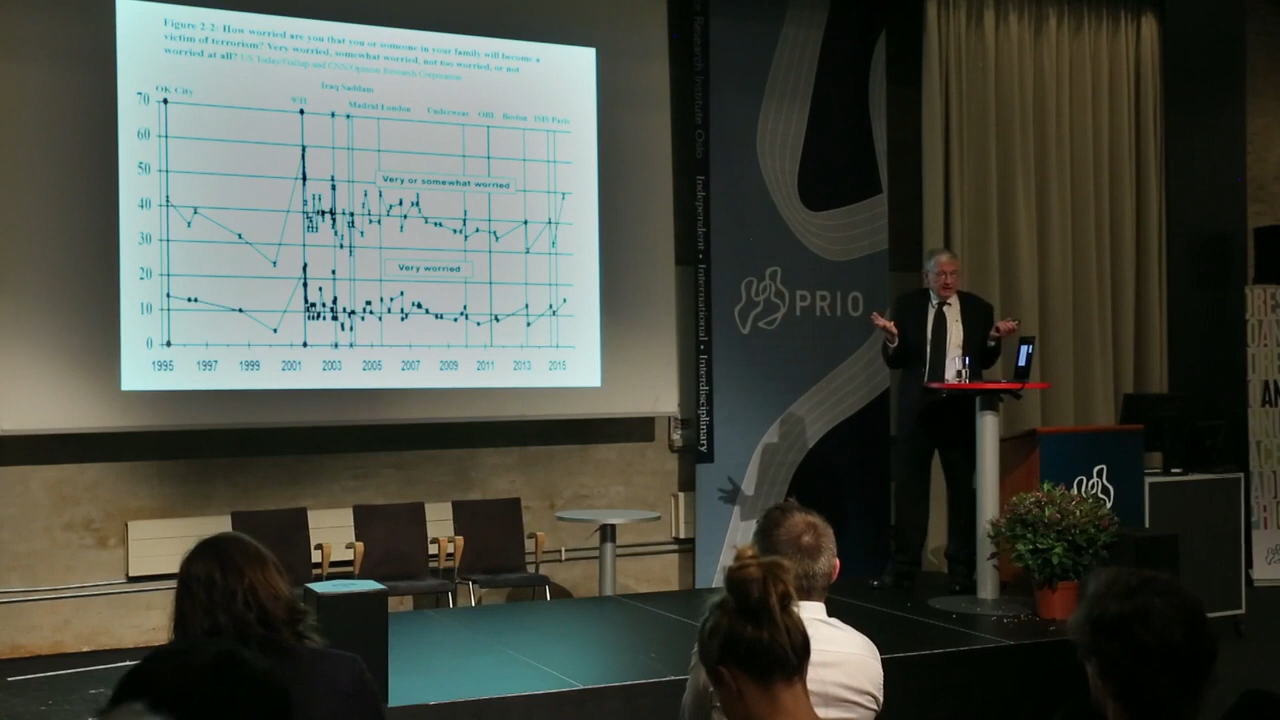 Figure 2-2: How worried are you that you or someone in your family will become a
victim of terrorism? Very worried, somewhat worried, not too worried, or not
worried at all? US Today/Gallup and CNN/Opinion Research Corporation
Iraq Saddam
OK City
9/11
Madrid London
Underwear
OBL
Boston
ISIS Paris
70
60
50
40
30
20
10
0
Very or somewhat worried
Very worried
1995 1997 1999 2001 2003 2005 2007 2009 2011 2013 2015
Research Institute Oslo Independent • International • Interdisciplinary
PRIO